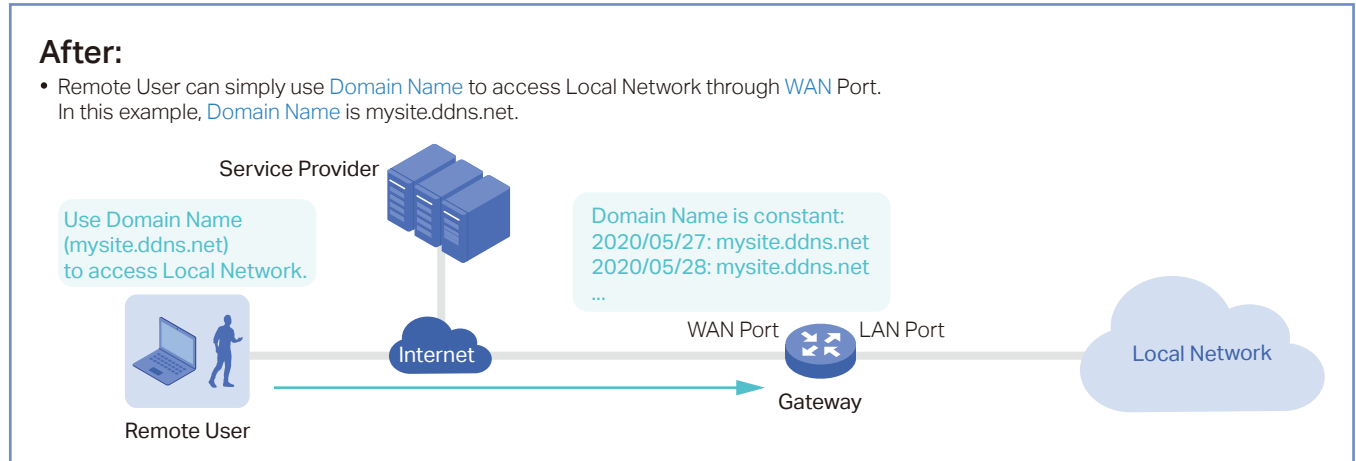 After:
• Remote User can simply use Domain Name to access Local Network through WAN Port.
In this example, Domain Name is mysite.ddns.net.
Service Provider
Use Domain Name
(mysite.ddns.net)
to access Local Network.
Domain Name is constant:
2020/05/27: mysite.ddns.net
2020/05/28: mysite.ddns.net
...
WAN Port
LAN Port
Internet
Local Network
Gateway
Remote User